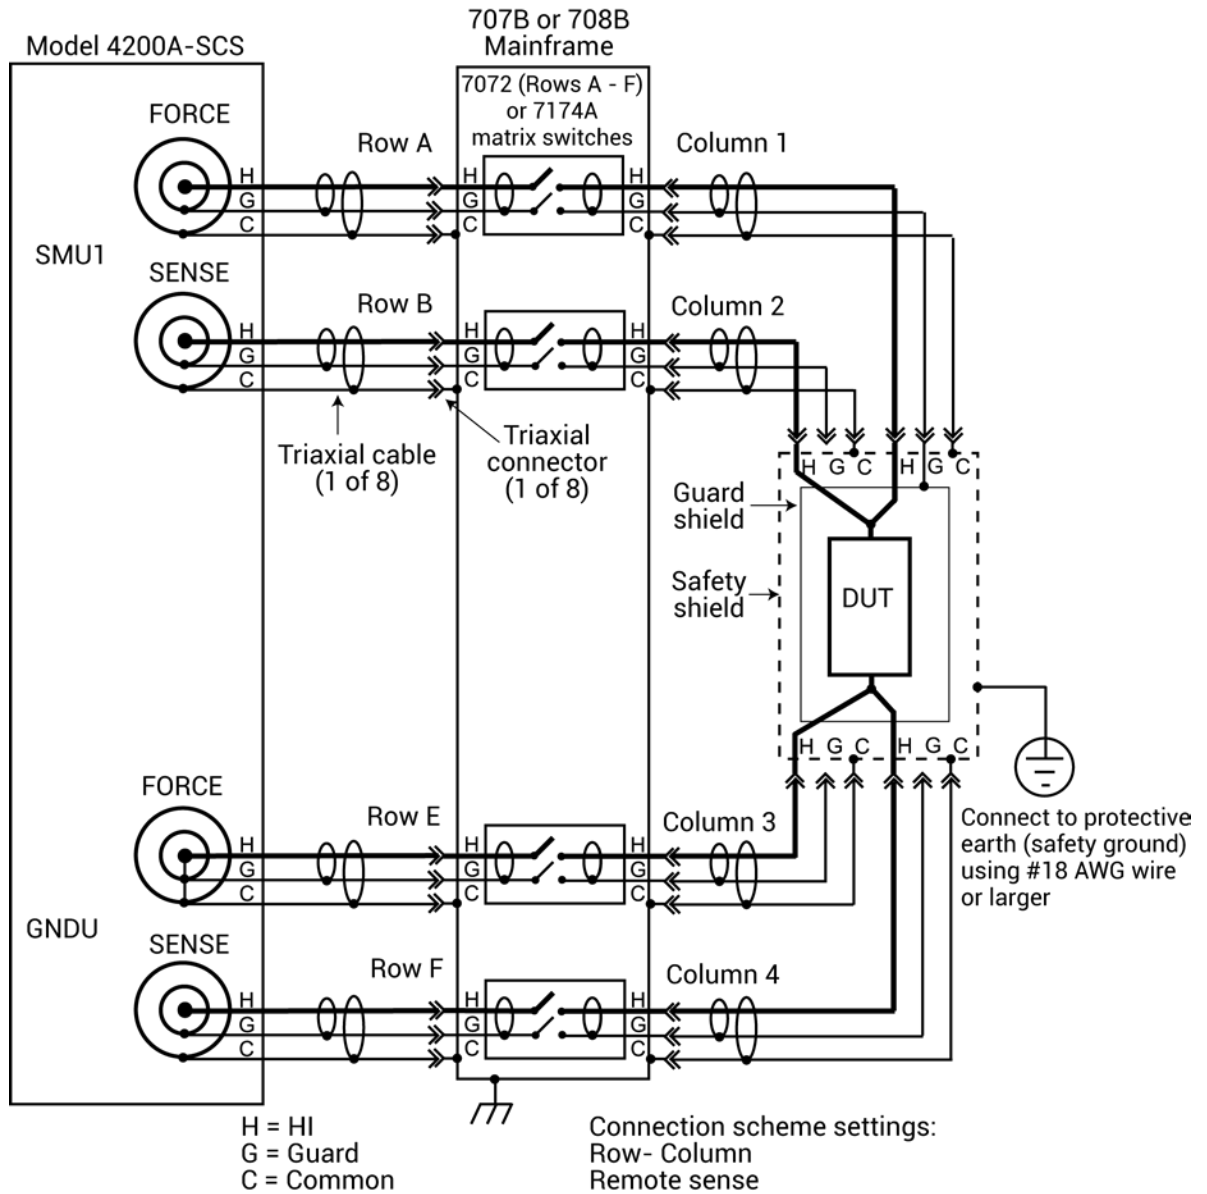 707B or 708B
Mainframe
Model 4200A-SCS
7072 (Rows A - F)
or 7174A
matrix switches
FORCE
Row A
Column 1
H
G
C
H
G
C
H
G
C
SMU1
SENSE
Row B
Column 2
H
G
C
H
G
C
H
G
C
Triaxial cable
(1 of 8)
Triaxial
connector
(1 of 8)
H G C H G C
Guard
shield
Safety
shield
DUT
H G C H G C
FORCE
Row E
Column 3
H
G
C
H
G
C
H
G
C
Connect to protective
earth (safety ground)
using #18 AWG wire
or larger
GNDU
SENSE
Row F
Column 4
H
G
C
H
G
C
H
G
C
H = HI
G = Guard
C = Common
Connection scheme settings:
Row- Column
Remote sense